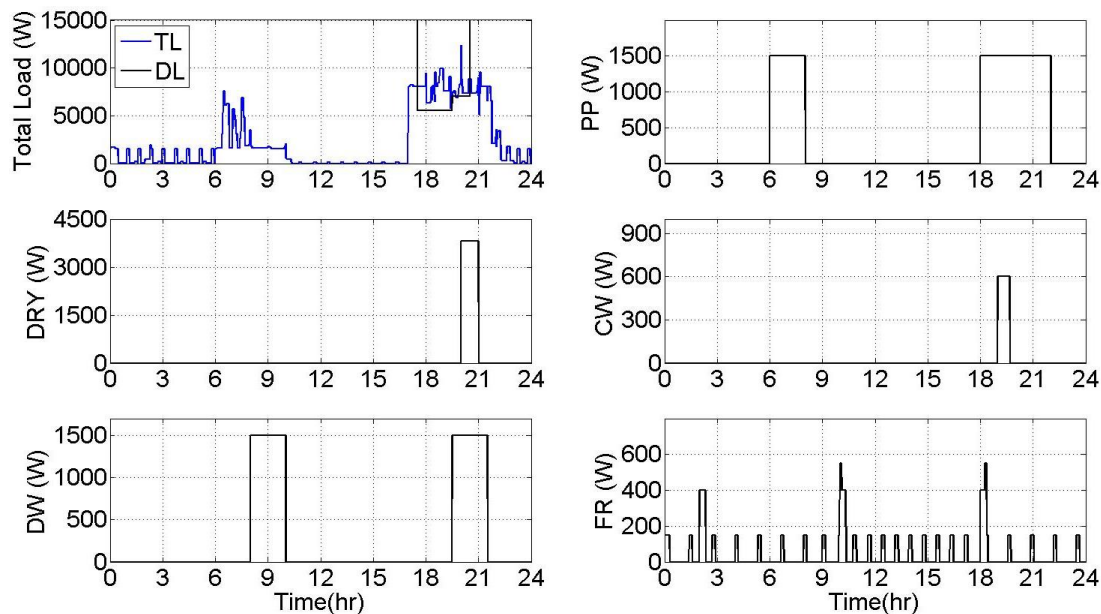 Total Load (W)
15000
10000
5000
0
TL
DL
0 3 6 9 12 15 18 21 24
PP (W)
1500
1000
500
0
0 3 6 9 12 15 18 21 24
DRY (W)
4500
3000
1500
0
0 3 6 9 12 15 18 21 24
CW (W)
900
600
300
0
0 3 6 9 12 15 18 21 24
DW (W)
1500
1000
500
0
0 3 6 9 12 15 18 21 24
Time(hr)
FR (W)
600
400
200
0
0 3 6 9 12 15 18 21 24
Time(hr)